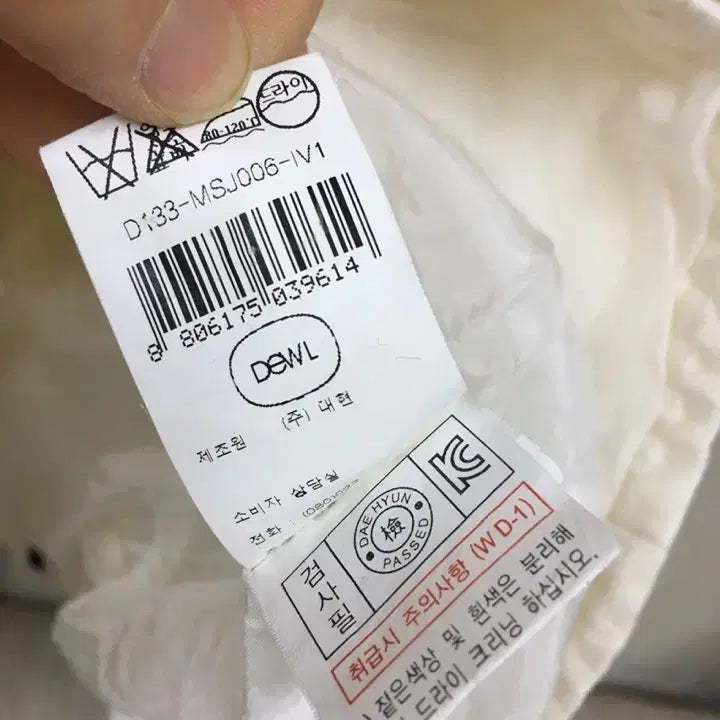 드라이
80-120℃
D133-MSJ006-IV1
8 806175 039614
DEWL
제조원 (주) 대현
소비자 상담실
전화 :
검사필
DAE HYUN
檢
PASSED
취급시 주의사항 (WD-1)
짙은색상 및 흰색은 분리해
드라이 크리닝 하십시오.